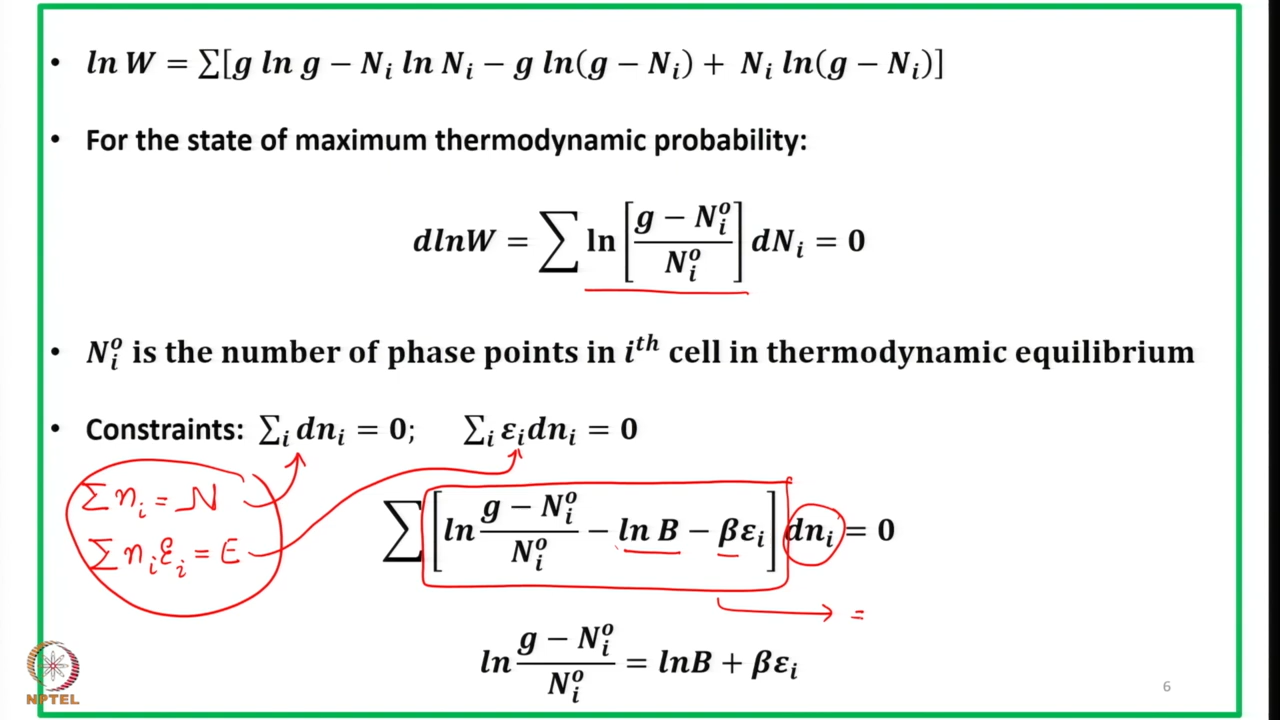 • ln W = ∑[g ln g − Nᵢ ln Nᵢ − g ln(g − Nᵢ) + Nᵢ ln(g − Nᵢ)]
• For the state of maximum thermodynamic probability:
dlnW = ∑ ln [(g − Nᵢᵒ)/Nᵢᵒ] dNᵢ = 0
• Nᵢᵒ is the number of phase points in iᵗʰ cell in thermodynamic equilibrium
• Constraints: ∑ᵢ dnᵢ = 0; ∑ᵢ εᵢdnᵢ = 0
∑ nᵢ = N
∑ nᵢ εᵢ = E
∑ [ln (g − Nᵢᵒ)/Nᵢᵒ − ln B − βεᵢ] dnᵢ = 0
=
ln (g − Nᵢᵒ)/Nᵢᵒ = lnB + βεᵢ
NPTEL
6